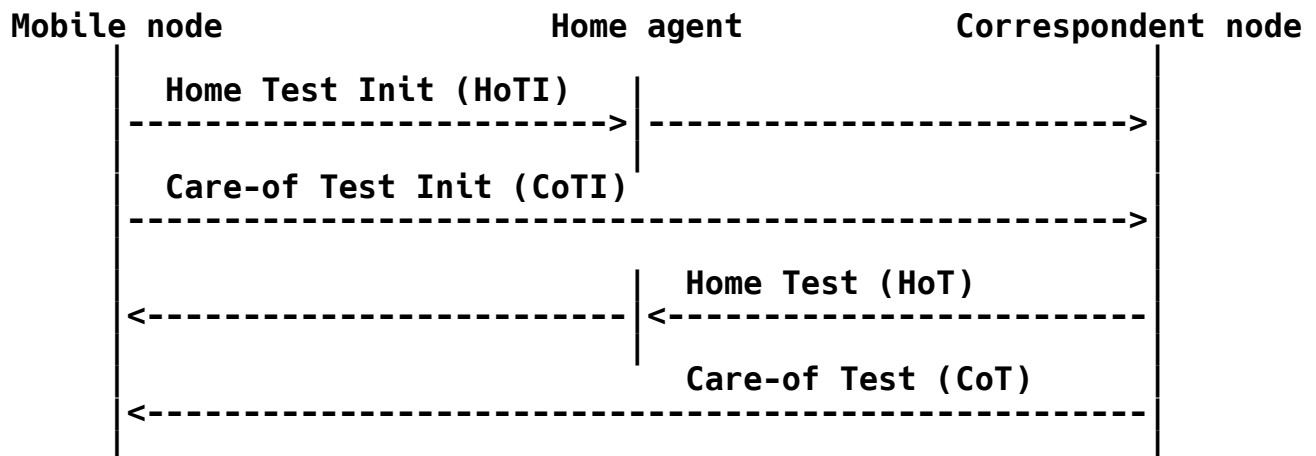 Mobile node Home agent Correspondent node
Home Test Init (HoTI)
Care-of Test Init (CoTI)
Home Test (HoT)
Care-of Test (CoT)